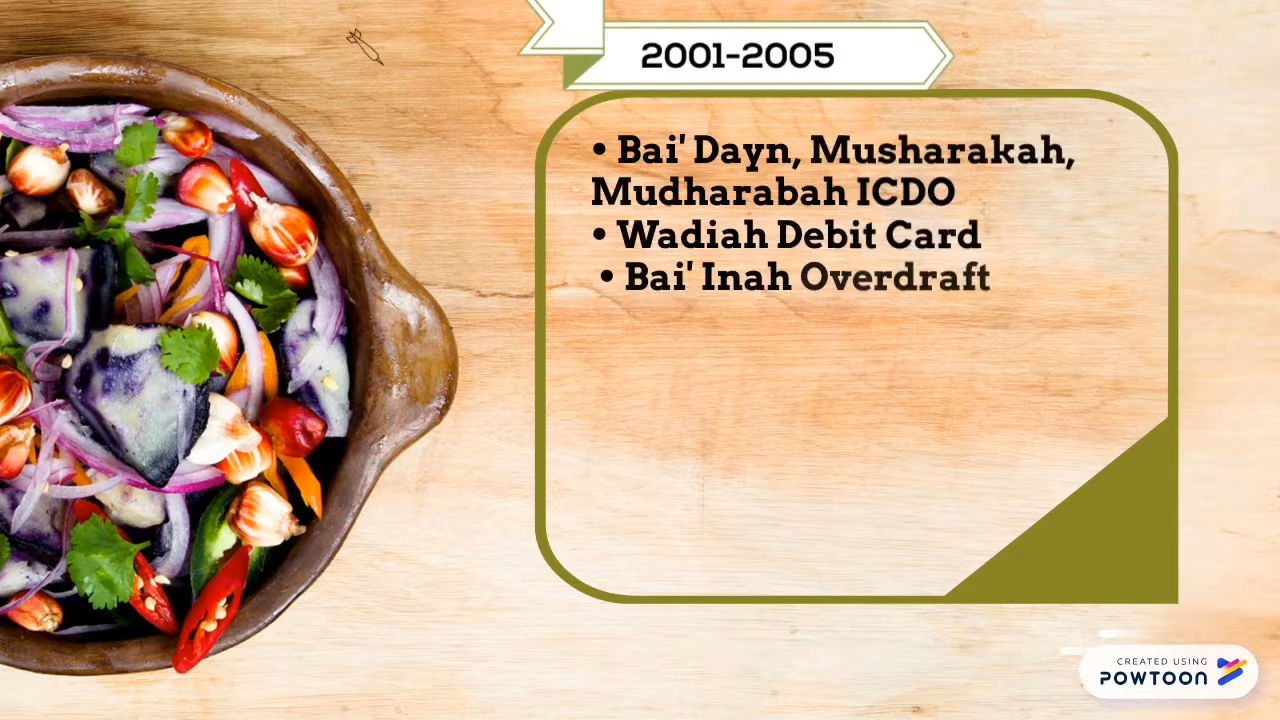 2001-2005
• Bai' Dayn, Musharakah,
Mudharabah ICDO
• Wadiah Debit Card
• Bai' Inah Overdraft
CREATED USING
POWTOON